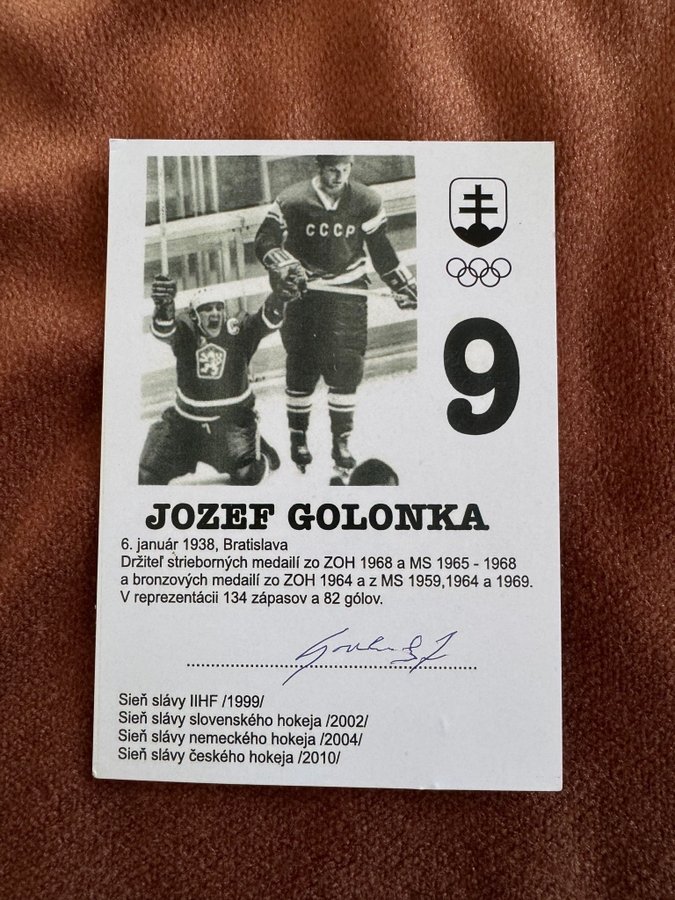 CCCP
C
9
JOZEF GOLONKA
6. január 1938, Bratislava
Držiteľ strieborných medailí zo ZOH 1968 a MS 1965 - 1968
a bronzových medailí zo ZOH 1964 a z MS 1959,1964 a 1969.
V reprezentácii 134 zápasov a 82 gólov.
Sieň slávy IIHF /1999/
Sieň slávy slovenského hokeja /2002/
Sieň slávy nemeckého hokeja /2004/
Sieň slávy českého hokeja /2010/